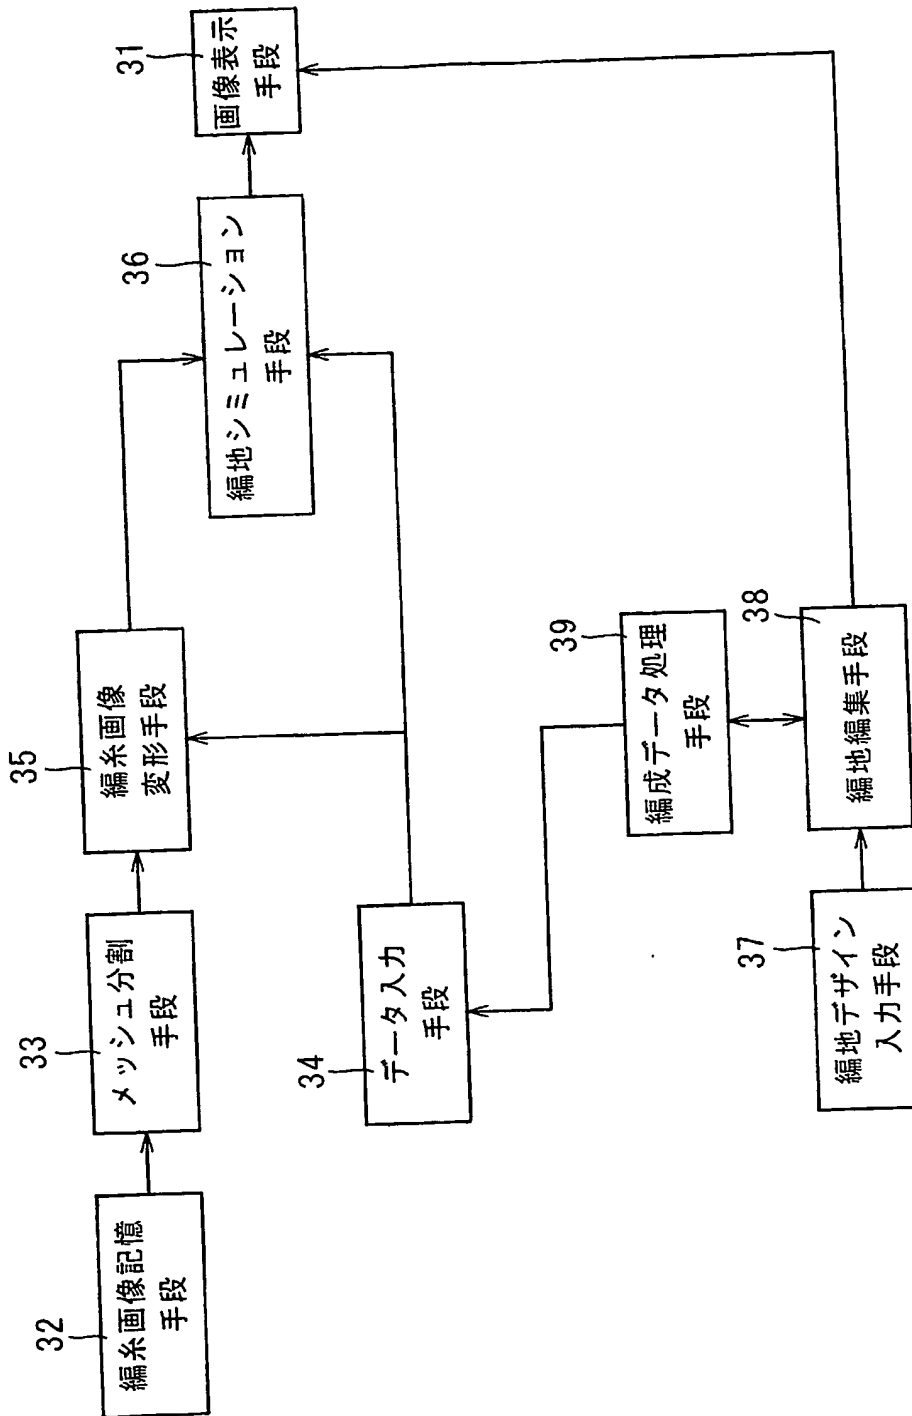 32
編糸画像記憶
手段
33
メッシュ分割
手段
35
編糸画像
変形手段
36
編地シミュレーション
手段
31
画像表示
手段
34
データ入力
手段
39
編成データ処理
手段
37
編地デザイン
入力手段
38
編地編集手段